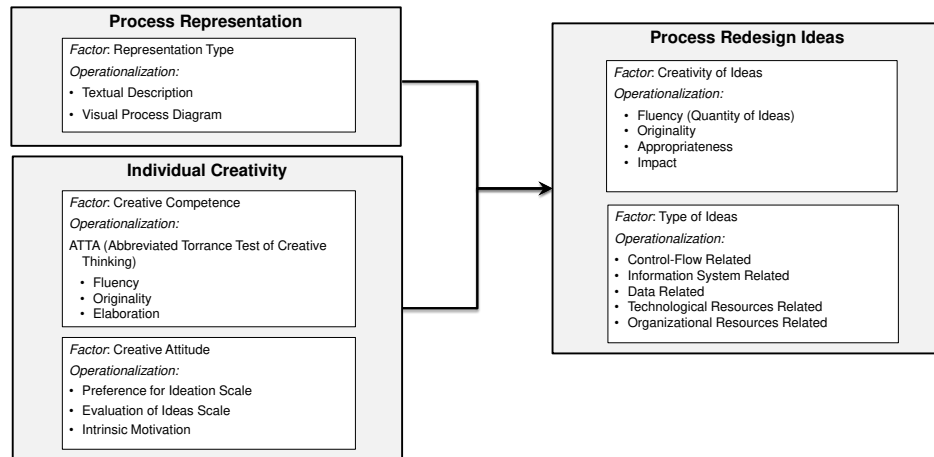 Process Representation
Factor: Representation Type
Operationalization:
• Textual Description
• Visual Process Diagram
Individual Creativity
Factor: Creative Competence
Operationalization:
ATTA (Abbreviated Torrance Test of Creative
Thinking)
• Fluency
• Originality
• Elaboration
Factor: Creative Attitude
Operationalization:
• Preference for Ideation Scale
• Evaluation of Ideas Scale
• Intrinsic Motivation
Process Redesign Ideas
Factor: Creativity of Ideas
Operationalization:
• Fluency (Quantity of Ideas)
• Originality
• Appropriateness
• Impact
Factor: Type of Ideas
Operationalization:
• Control-Flow Related
• Information System Related
• Data Related
• Technological Resources Related
• Organizational Resources Related